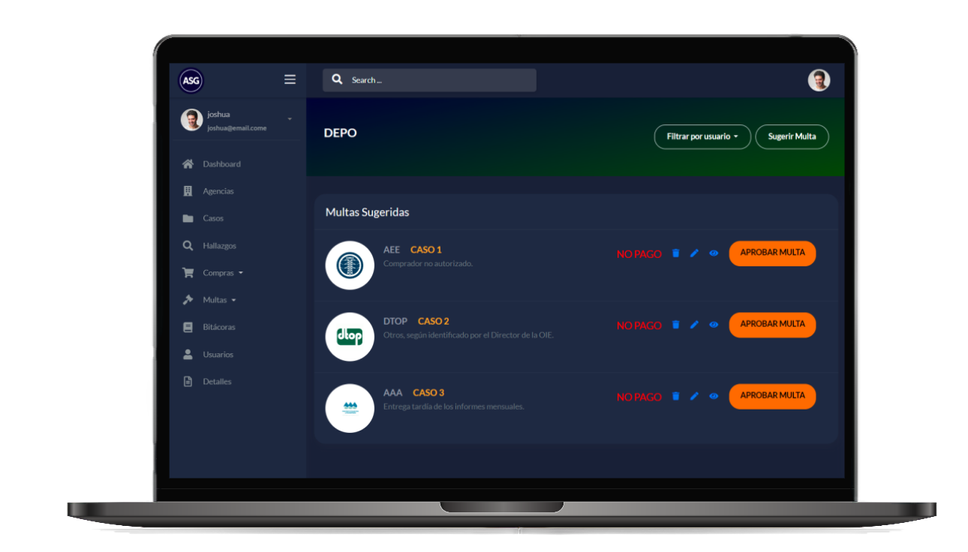 ASG
Search ...
joshua
joshua@email.come
DEPO
Filtrar por usuario
Sugerir Multa
Dashboard
Agencias
Casos
Hallazgos
Compras
Multas
Bitácoras
Usuarios
Detalles
Multas Sugeridas
AEE CASO 1
Comprador no autorizado.
NO PAGO
APROBAR MULTA
DTOP CASO 2
Otros, según identificado por el Director de la OIE.
NO PAGO
APROBAR MULTA
dtop
AAA CASO 3
Entrega tardía de los informes mensuales.
NO PAGO
APROBAR MULTA